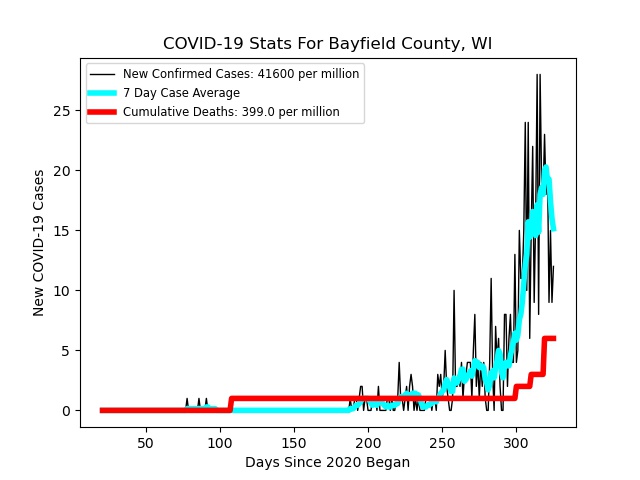 COVID-19 Stats For Bayfield County, WI
New Confirmed Cases: 41600 per million
7 Day Case Average
Cumulative Deaths: 399.0 per million
New COVID-19 Cases
25
20
15
10
5
0
50
100
150
200
250
300
Days Since 2020 Began